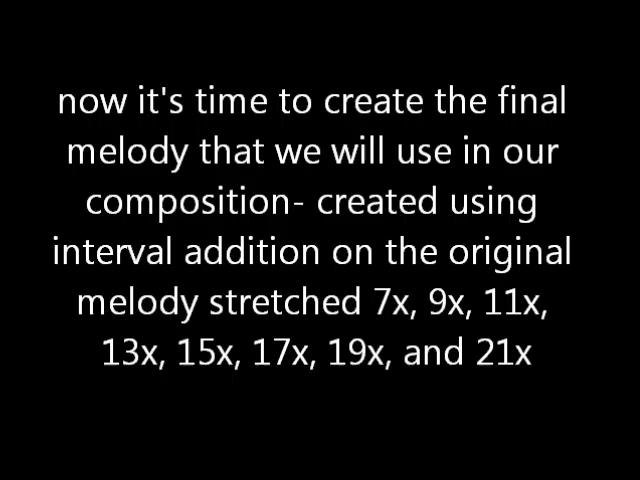 now it's time to create the final
melody that we will use in our
composition- created using
interval addition on the original
melody stretched 7x, 9x, 11x,
13x, 15x, 17x, 19x, and 21x